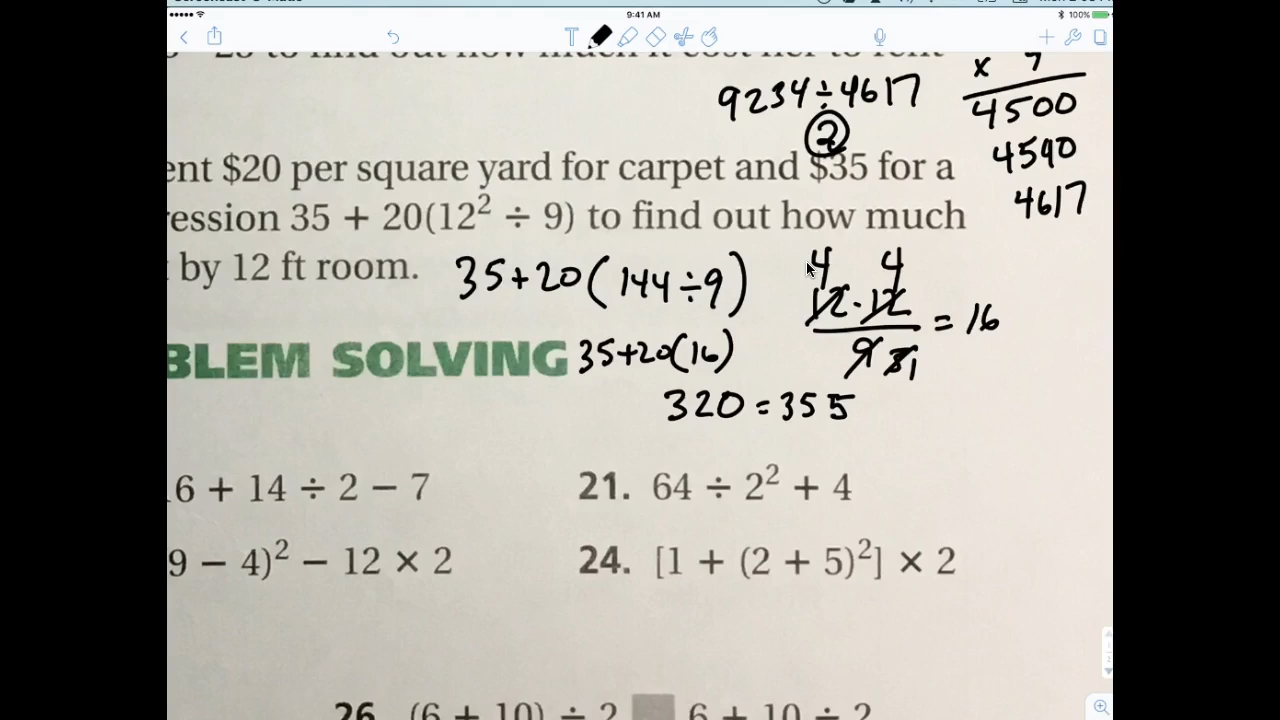 9:41 AM
100%
T
9234÷4617
②
x
4500
4590
4617
ent $20 per square yard for carpet and $35 for a
ression 35 + 20(12² ÷ 9) to find out how much
by 12 ft room.
35+20(144÷9)
4 4
12·12
= 16
9 3 1
BLEM SOLVING
35+20(16)
320 = 355
6 + 14 ÷ 2 − 7
21. 64 ÷ 2² + 4
9 − 4)² − 12 × 2
24. [1 + (2 + 5)²] × 2
26. (6 + 10) ÷ 2 6 + 10 ÷ 2